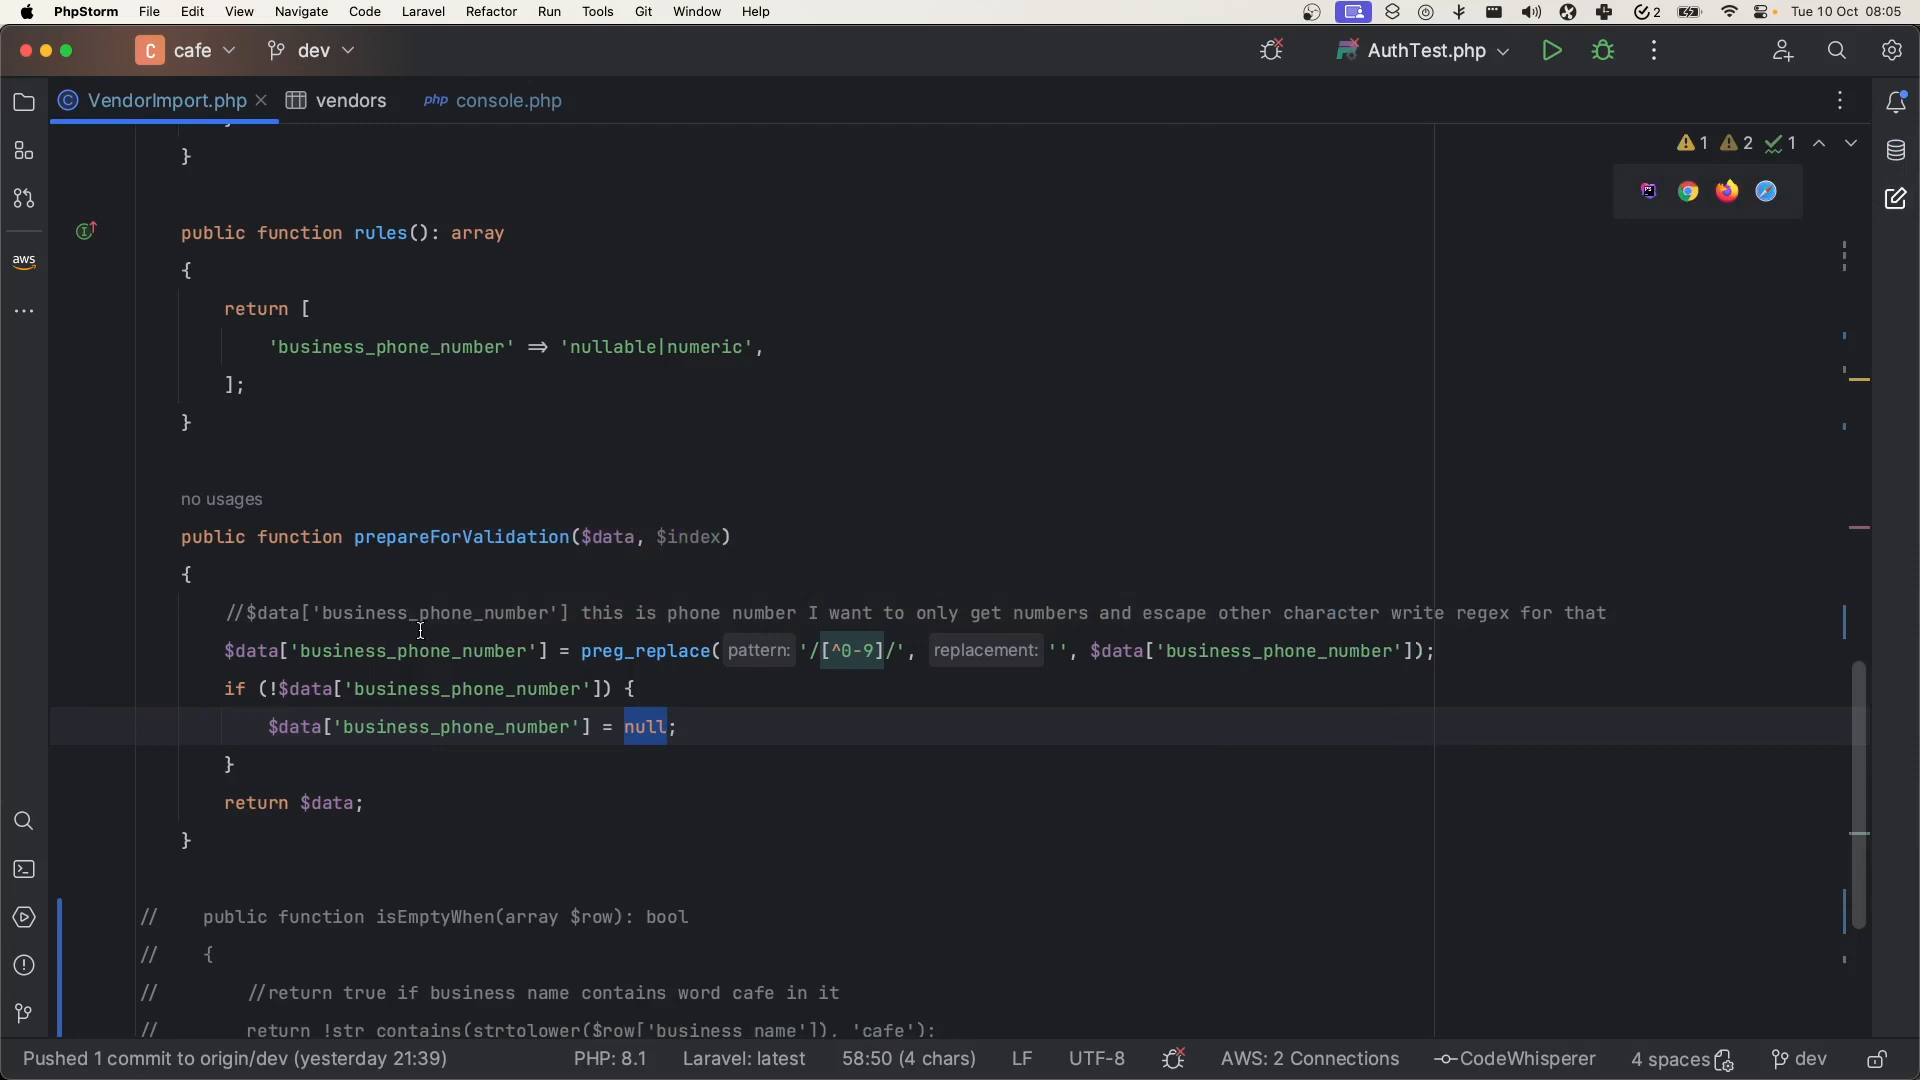 PhpStorm File Edit View Navigate Code Laravel Refactor Run Tools Git Window Help 2 Tue 10 Oct 08:05
C cafe dev AuthTest.php
VendorImport.php vendors php console.php
1 2 1
}
public function rules(): array
{
aws
return [
'business_phone_number' => 'nullable|numeric',
];
}
no usages
public function prepareForValidation($data, $index)
{
//$data['business_phone_number'] this is phone number I want to only get numbers and escape other character write regex for that
$data['business_phone_number'] = preg_replace( pattern: '/[^0-9]/', replacement: '', $data['business_phone_number']);
if (!$data['business_phone_number']) {
$data['business_phone_number'] = null;
}
return $data;
}
// public function isEmptyWhen(array $row): bool
// {
// //return true if business name contains word cafe in it
// return !str_contains(strtolower($row['business_name']), 'cafe');
Pushed 1 commit to origin/dev (yesterday 21:39) PHP: 8.1 Laravel: latest 58:50 (4 chars) LF UTF-8 AWS: 2 Connections CodeWhisperer 4 spaces dev